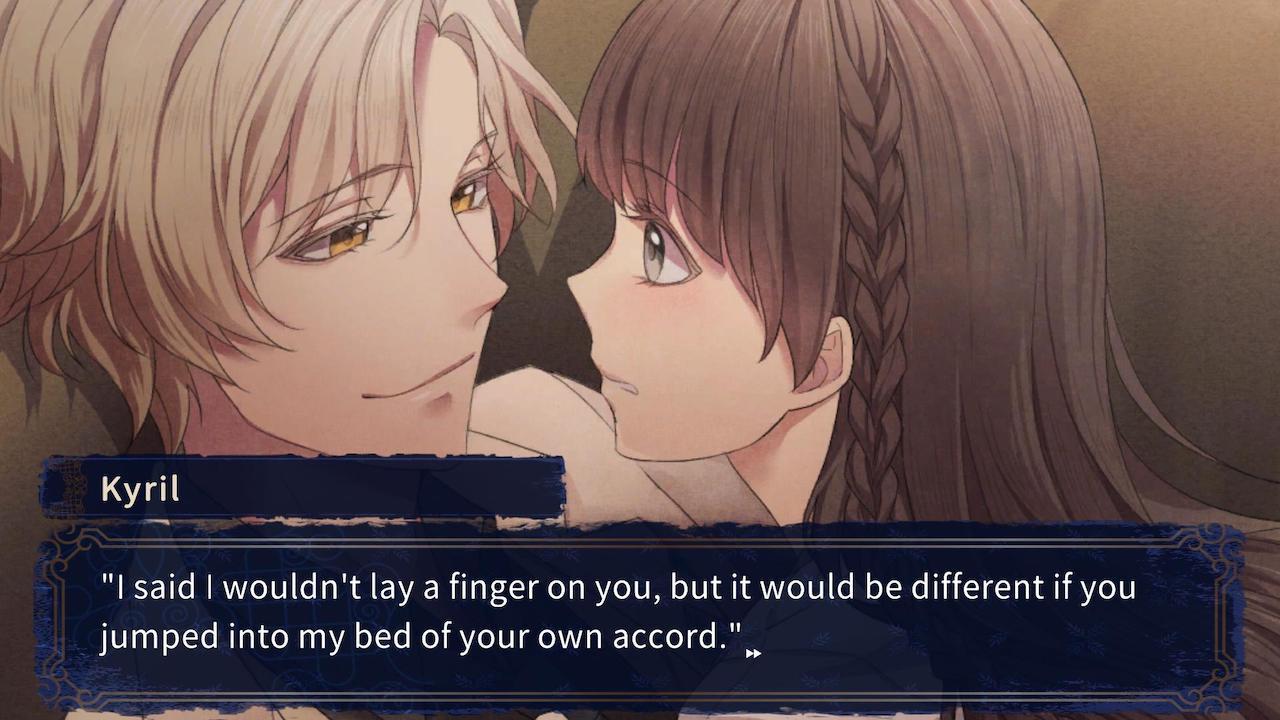 Kyril
"I said I wouldn't lay a finger on you, but it would be different if you
jumped into my bed of your own accord."